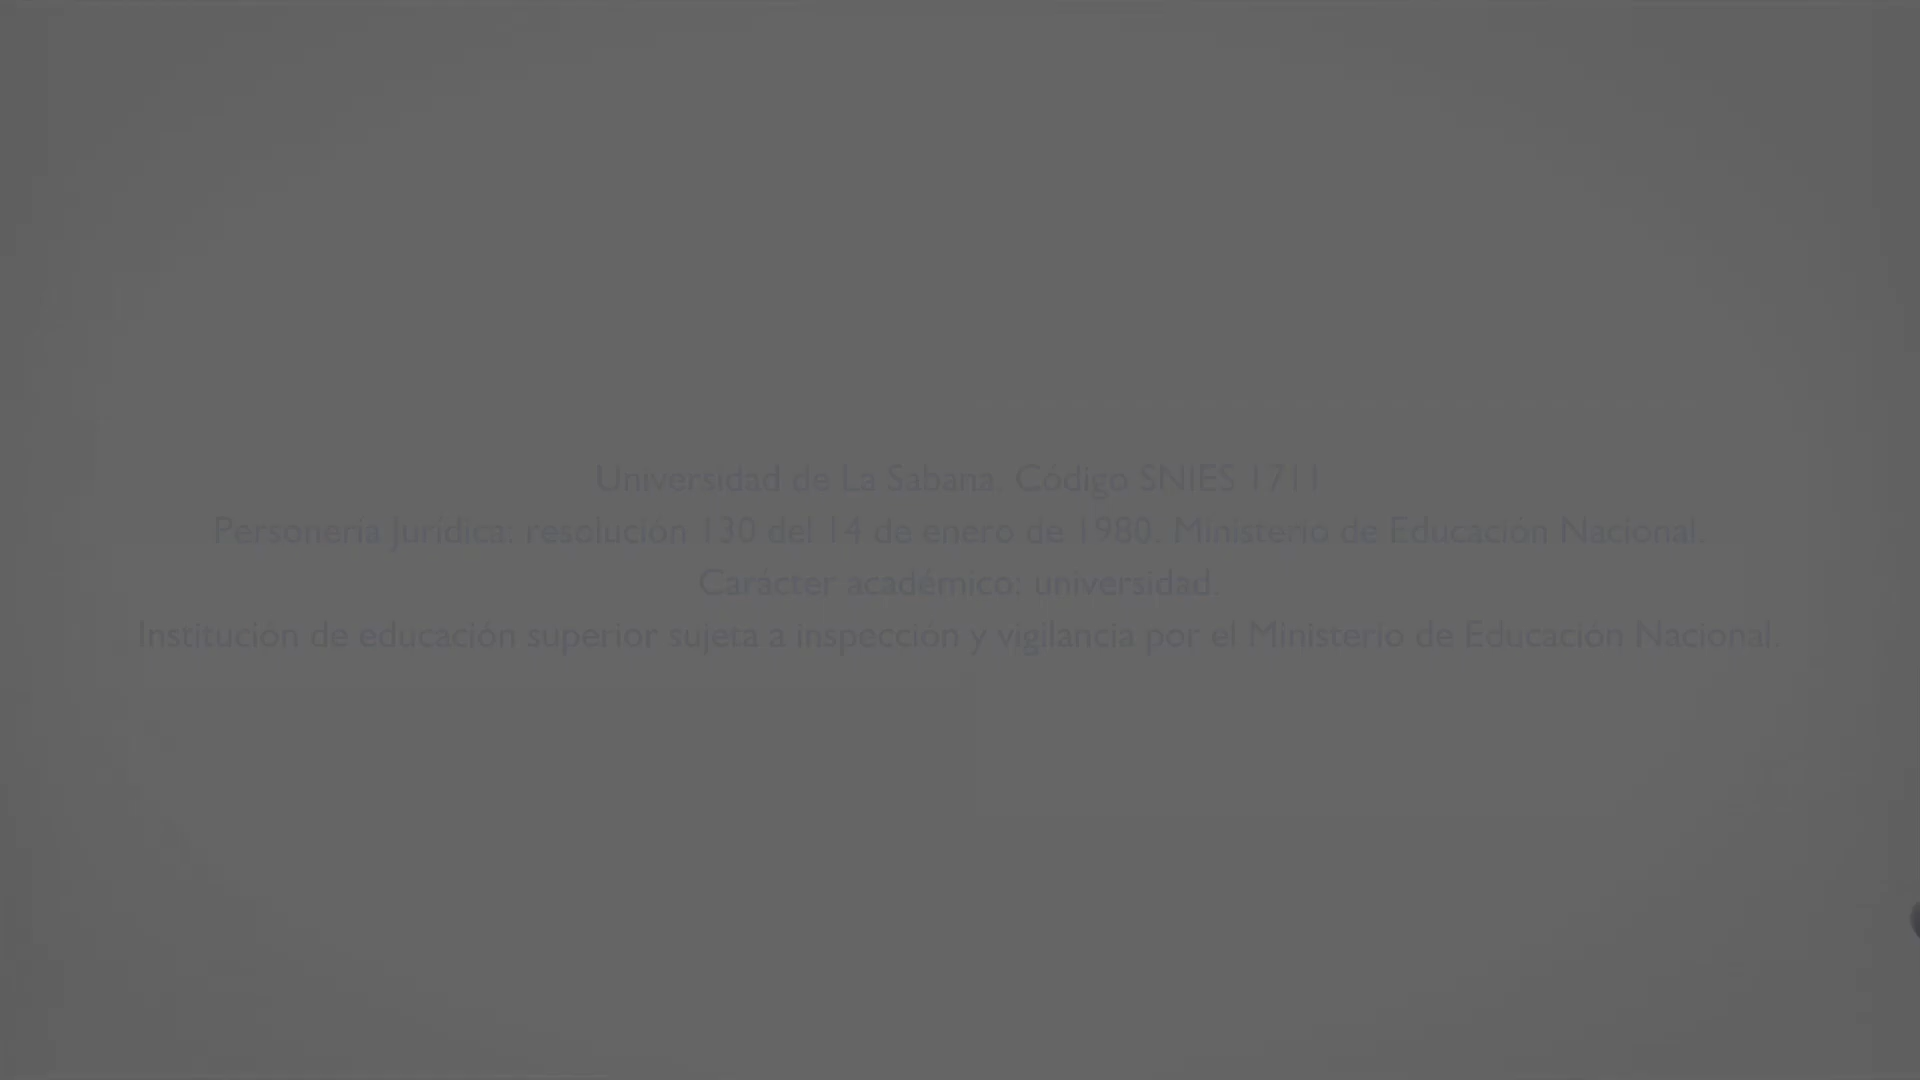 Universidad de La Sabana. Código SNIES 1711
Personería Jurídica: resolución 130 del 14 de enero de 1980. Ministerio de Educación Nacional.
Carácter académico: universidad.
Institución de educación superior sujeta a inspección y vigilancia por el Ministerio de Educación Nacional.